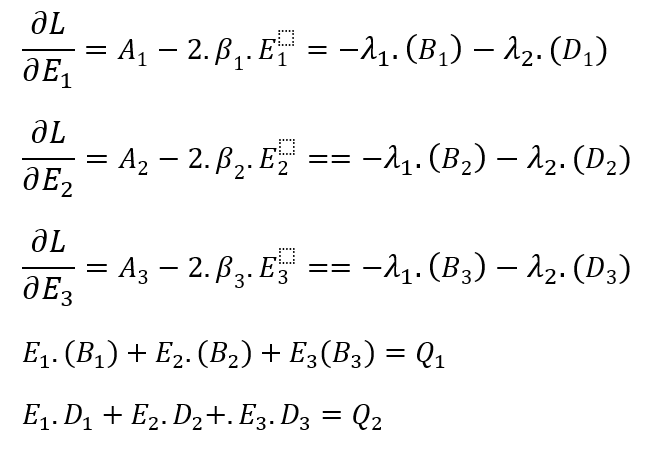 ∂L/∂E₁ = A₁ − 2.β₁.E₁^⬚ = −λ₁.(B₁) − λ₂.(D₁)
∂L/∂E₂ = A₂ − 2.β₂.E₂^⬚ == −λ₁.(B₂) − λ₂.(D₂)
∂L/∂E₃ = A₃ − 2.β₃.E₃^⬚ == −λ₁.(B₃) − λ₂.(D₃)
E₁.(B₁) + E₂.(B₂) + E₃(B₃) = Q₁
E₁.D₁ + E₂.D₂+.E₃.D₃ = Q₂